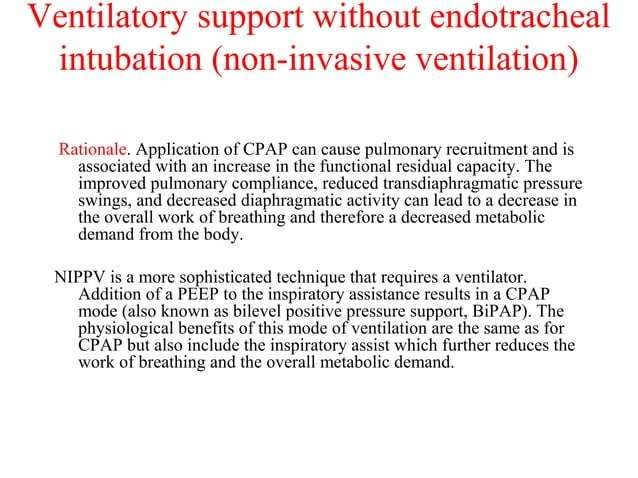 Ventilatory support without endotracheal
intubation (non-invasive ventilation)
Rationale. Application of CPAP can cause pulmonary recruitment and is
associated with an increase in the functional residual capacity. The
improved pulmonary compliance, reduced transdiaphragmatic pressure
swings, and decreased diaphragmatic activity can lead to a decrease in
the overall work of breathing and therefore a decreased metabolic
demand from the body.
NIPPV is a more sophisticated technique that requires a ventilator.
Addition of a PEEP to the inspiratory assistance results in a CPAP
mode (also known as bilevel positive pressure support, BiPAP). The
physiological benefits of this mode of ventilation are the same as for
CPAP but also include the inspiratory assist which further reduces the
work of breathing and the overall metabolic demand.